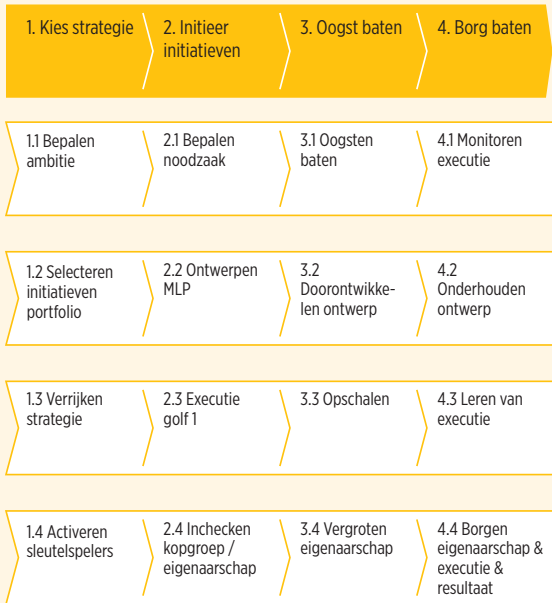 1. Kies strategie
2. Initieer
initiatieven
3. Oogst baten
4. Borg baten
1.1 Bepalen
ambitie
2.1 Bepalen
noodzaak
3.1 Oogsten
baten
4.1 Monitoren
executie
1.2 Selecteren
initiatieven
portfolio
2.2 Ontwerpen
MLP
3.2
Doorontwikke-
len ontwerp
4.2
Onderhouden
ontwerp
1.3 Verrijken
strategie
2.3 Executie
golf 1
3.3 Opschalen
4.3 Leren van
executie
1.4 Activeren
sleutelspelers
2.4 Inchecken
kopgroep /
eigenaarschap
3.4 Vergroten
eigenaarschap
4.4 Borgen
eigenaarschap &
executie &
resultaat